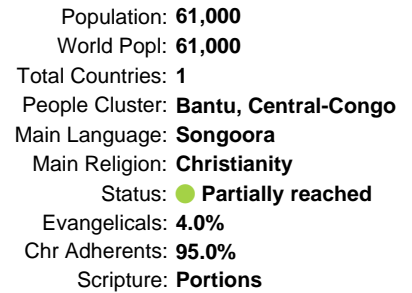 Population: 61,000
World Popl: 61,000
Total Countries: 1
People Cluster: Bantu, Central-Congo
Main Language: Songoora
Main Religion: Christianity
Status: Partially reached
Evangelicals: 4.0%
Chr Adherents: 95.0%
Scripture: Portions